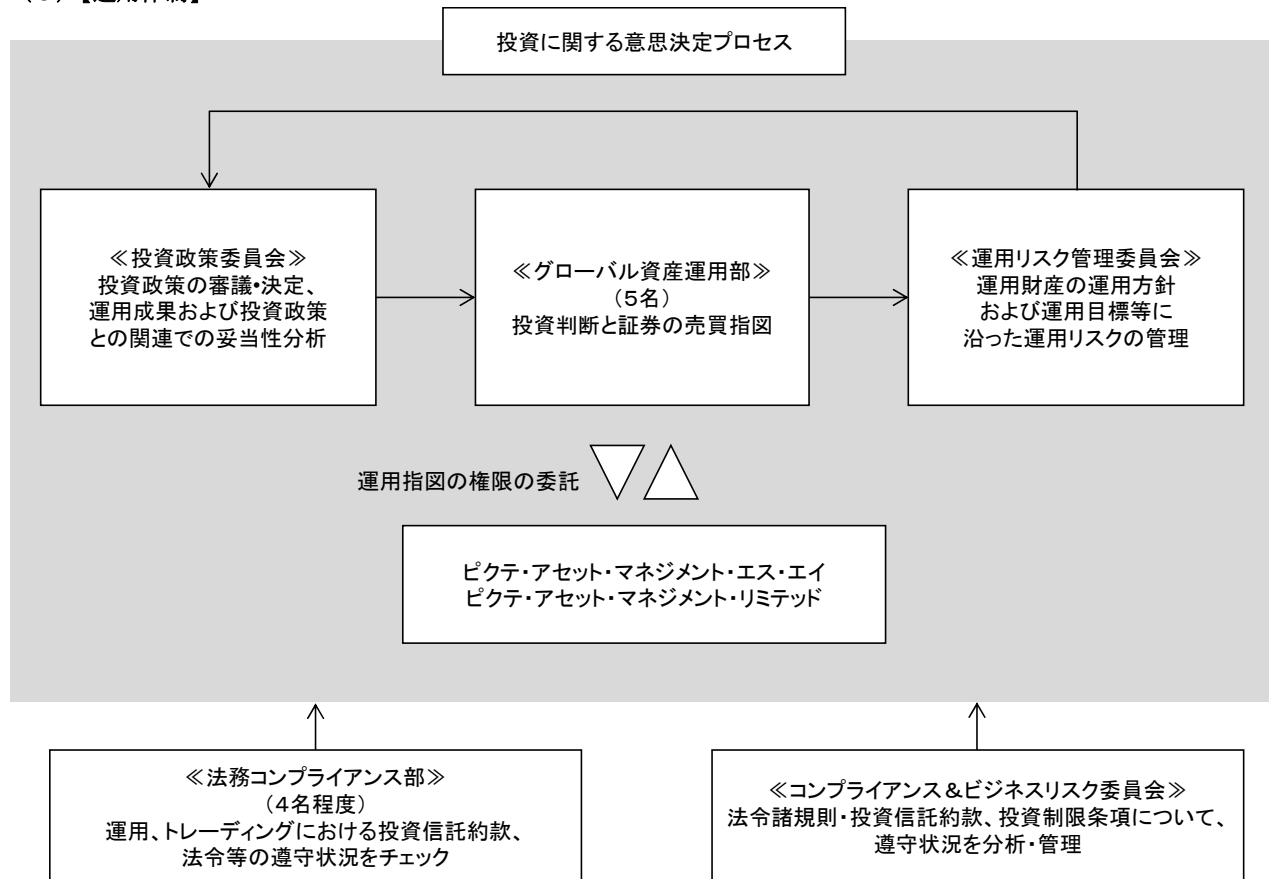 投資に関する意思決定プロセス
≪投資政策委員会≫
投資政策の審議・決定、
運用成果および投資政策
との関連での妥当性分析
≪グローバル資産運用部≫
(5名)
投資判断と証券の売買指図
≪運用リスク管理委員会≫
運用財産の運用方針
および運用目標等に
沿った運用リスクの管理
運用指図の権限の委託
ピクテ・アセット・マネジメント・エス・エイ
ピクテ・アセット・マネジメント・リミテッド
≪法務コンプライアンス部≫
(4名程度)
運用、トレーディングにおける投資信託約款、
法令等の遵守状況をチェック
≪コンプライアンス&ビジネスリスク委員会≫
法令諸規則・投資信託約款、投資制限条項について、
遵守状況を分析・管理